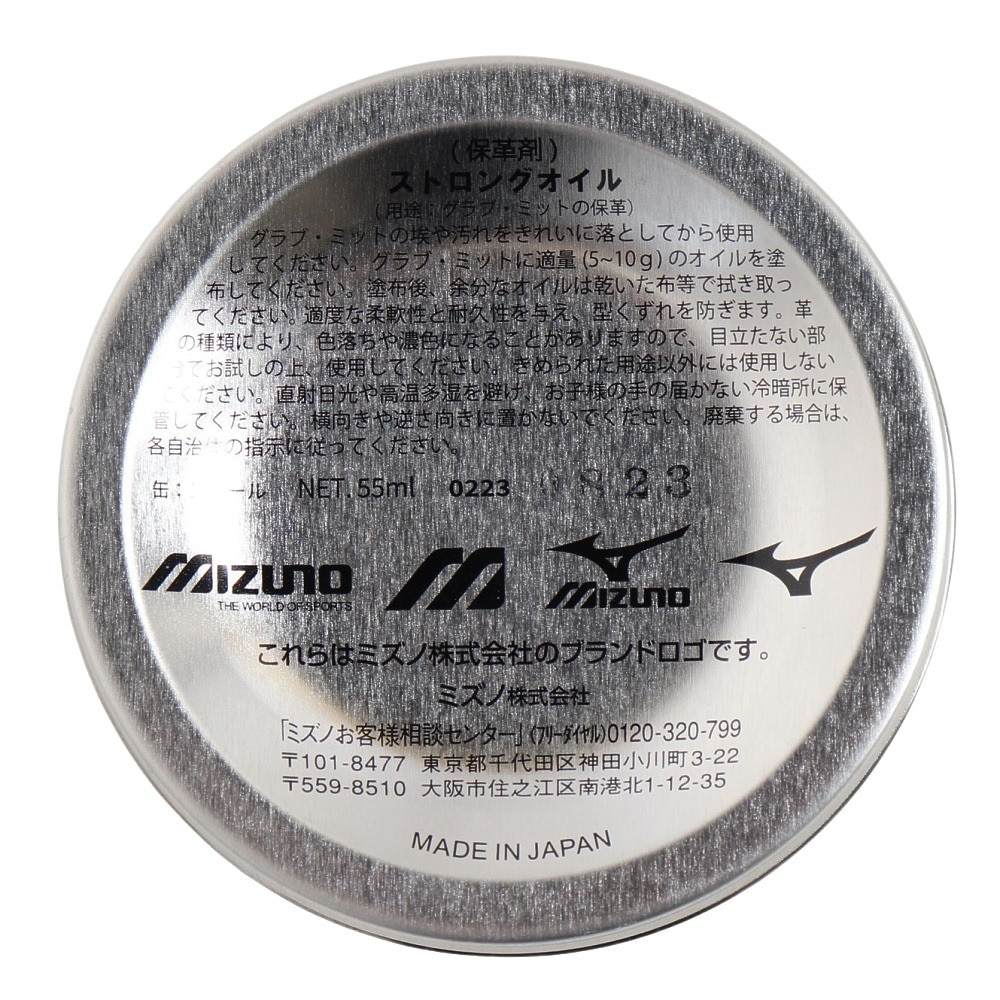 (保革剤)
ストロングオイル
(用途：グラブ・ミットの保革)
グラブ・ミットの埃や汚れをきれいに落としてから使用
してください。グラブ・ミットに適量(5~10g)のオイルを塗
布してください。塗布後、余分なオイルは乾いた布等で拭き取っ
てください。適度な柔軟性と耐久性を与え、型くずれを防ぎます。革
の種類により、色落ちや濃色になることがありますので、目立たない部
分でお試しの上、使用してください。きめられた用途以外には使用しない
でください。直射日光や高温多湿を避け、お子様の手の届かない冷暗所に保
管してください。横向きや逆さ向きに置かないでください。廃棄する場合は、
各自治体の指示に従ってください。
缶： ール NET. 55ml 0223 823
MIZUNO M MIZUNO
THE WORLD OF SPORTS
これらはミズノ株式会社のブランドロゴです。
ミズノ株式会社
「ミズノお客様相談センター」(フリーダイヤル)0120-320-799
〒101-8477 東京都千代田区神田小川町3-22
〒559-8510 大阪市住之江区南港北1-12-35
MADE IN JAPAN